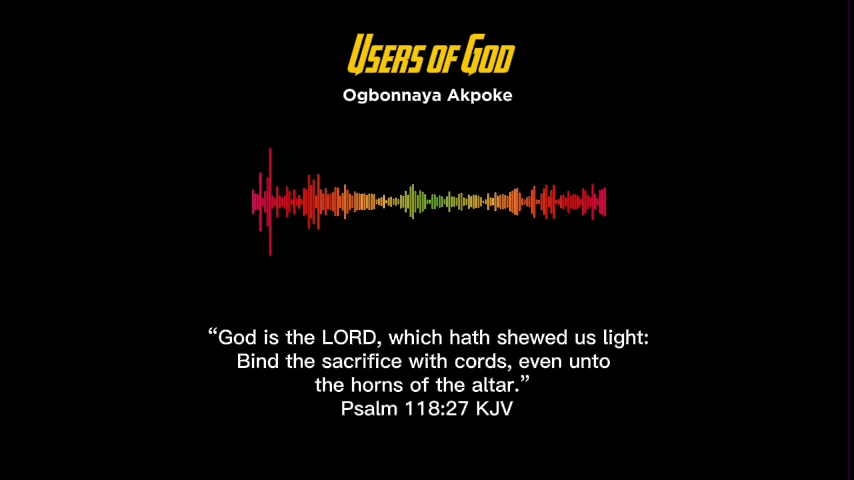 USERS OF GOD
Ogbonnaya Akpoke
“God is the LORD, which hath shewed us light:
Bind the sacrifice with cords, even unto
the horns of the altar.”
Psalm 118:27 KJV